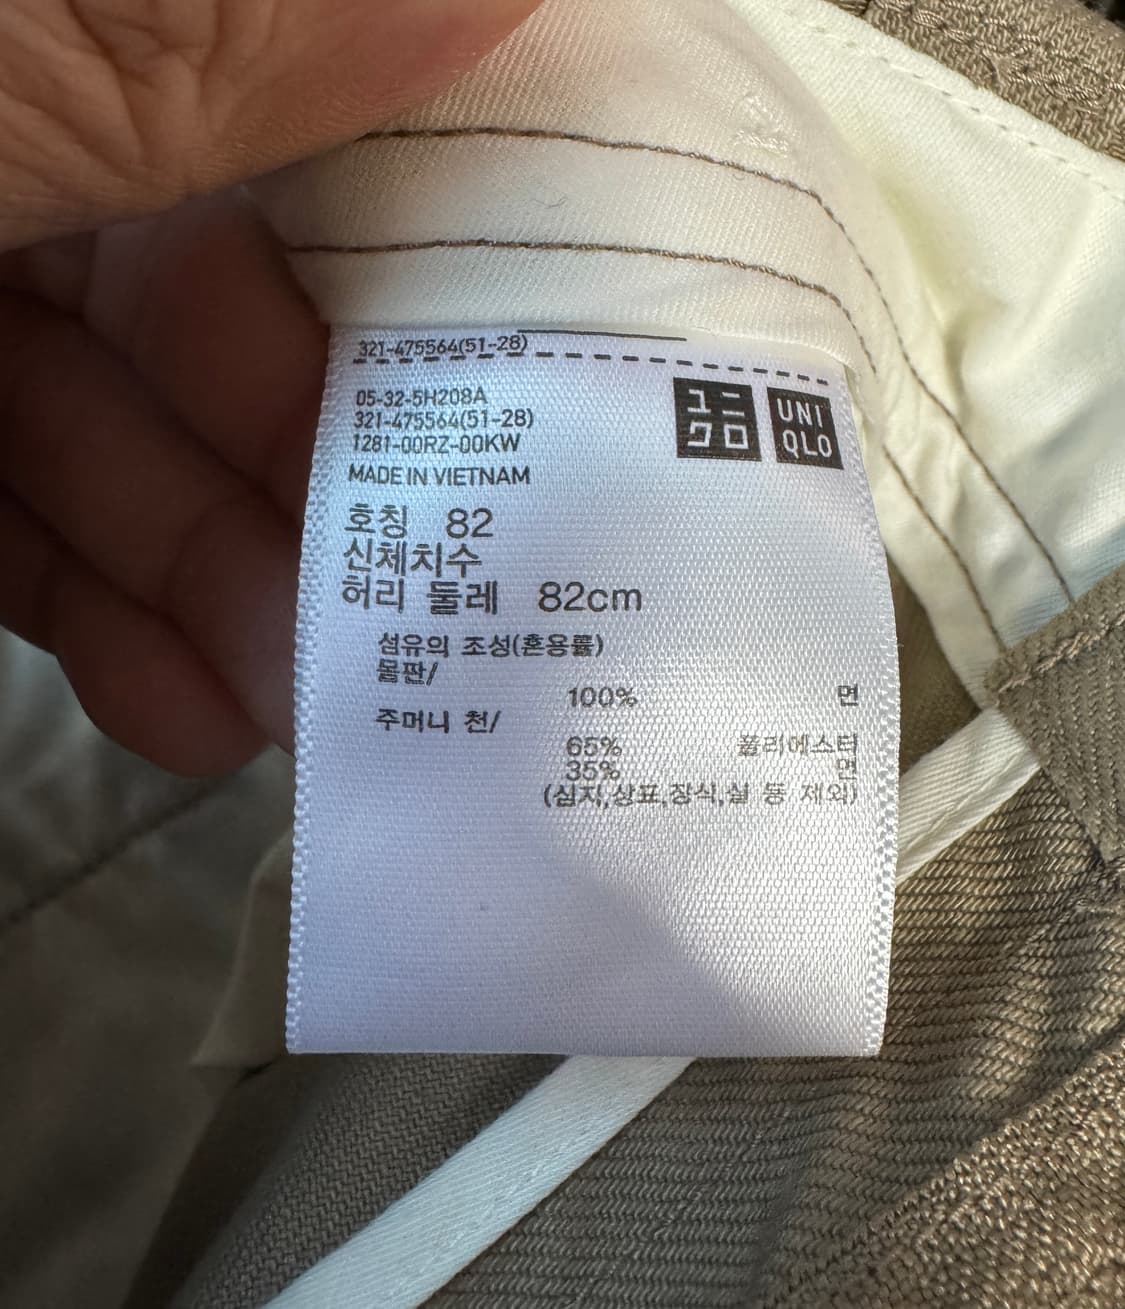 321-475564(51-28)
05-32-5H208A
321-475564(51-28)
1281-00RZ-00KW
MADE IN VIETNAM
ユニ
クロ
UNI
QLO
호칭 82
신체치수
허리 둘레 82cm
섬유의 조성(혼용률)
몸판/
100% 면
주머니 천/
65% 폴리에스터
35% 면
(심지,상표,장식,실 등 제외)